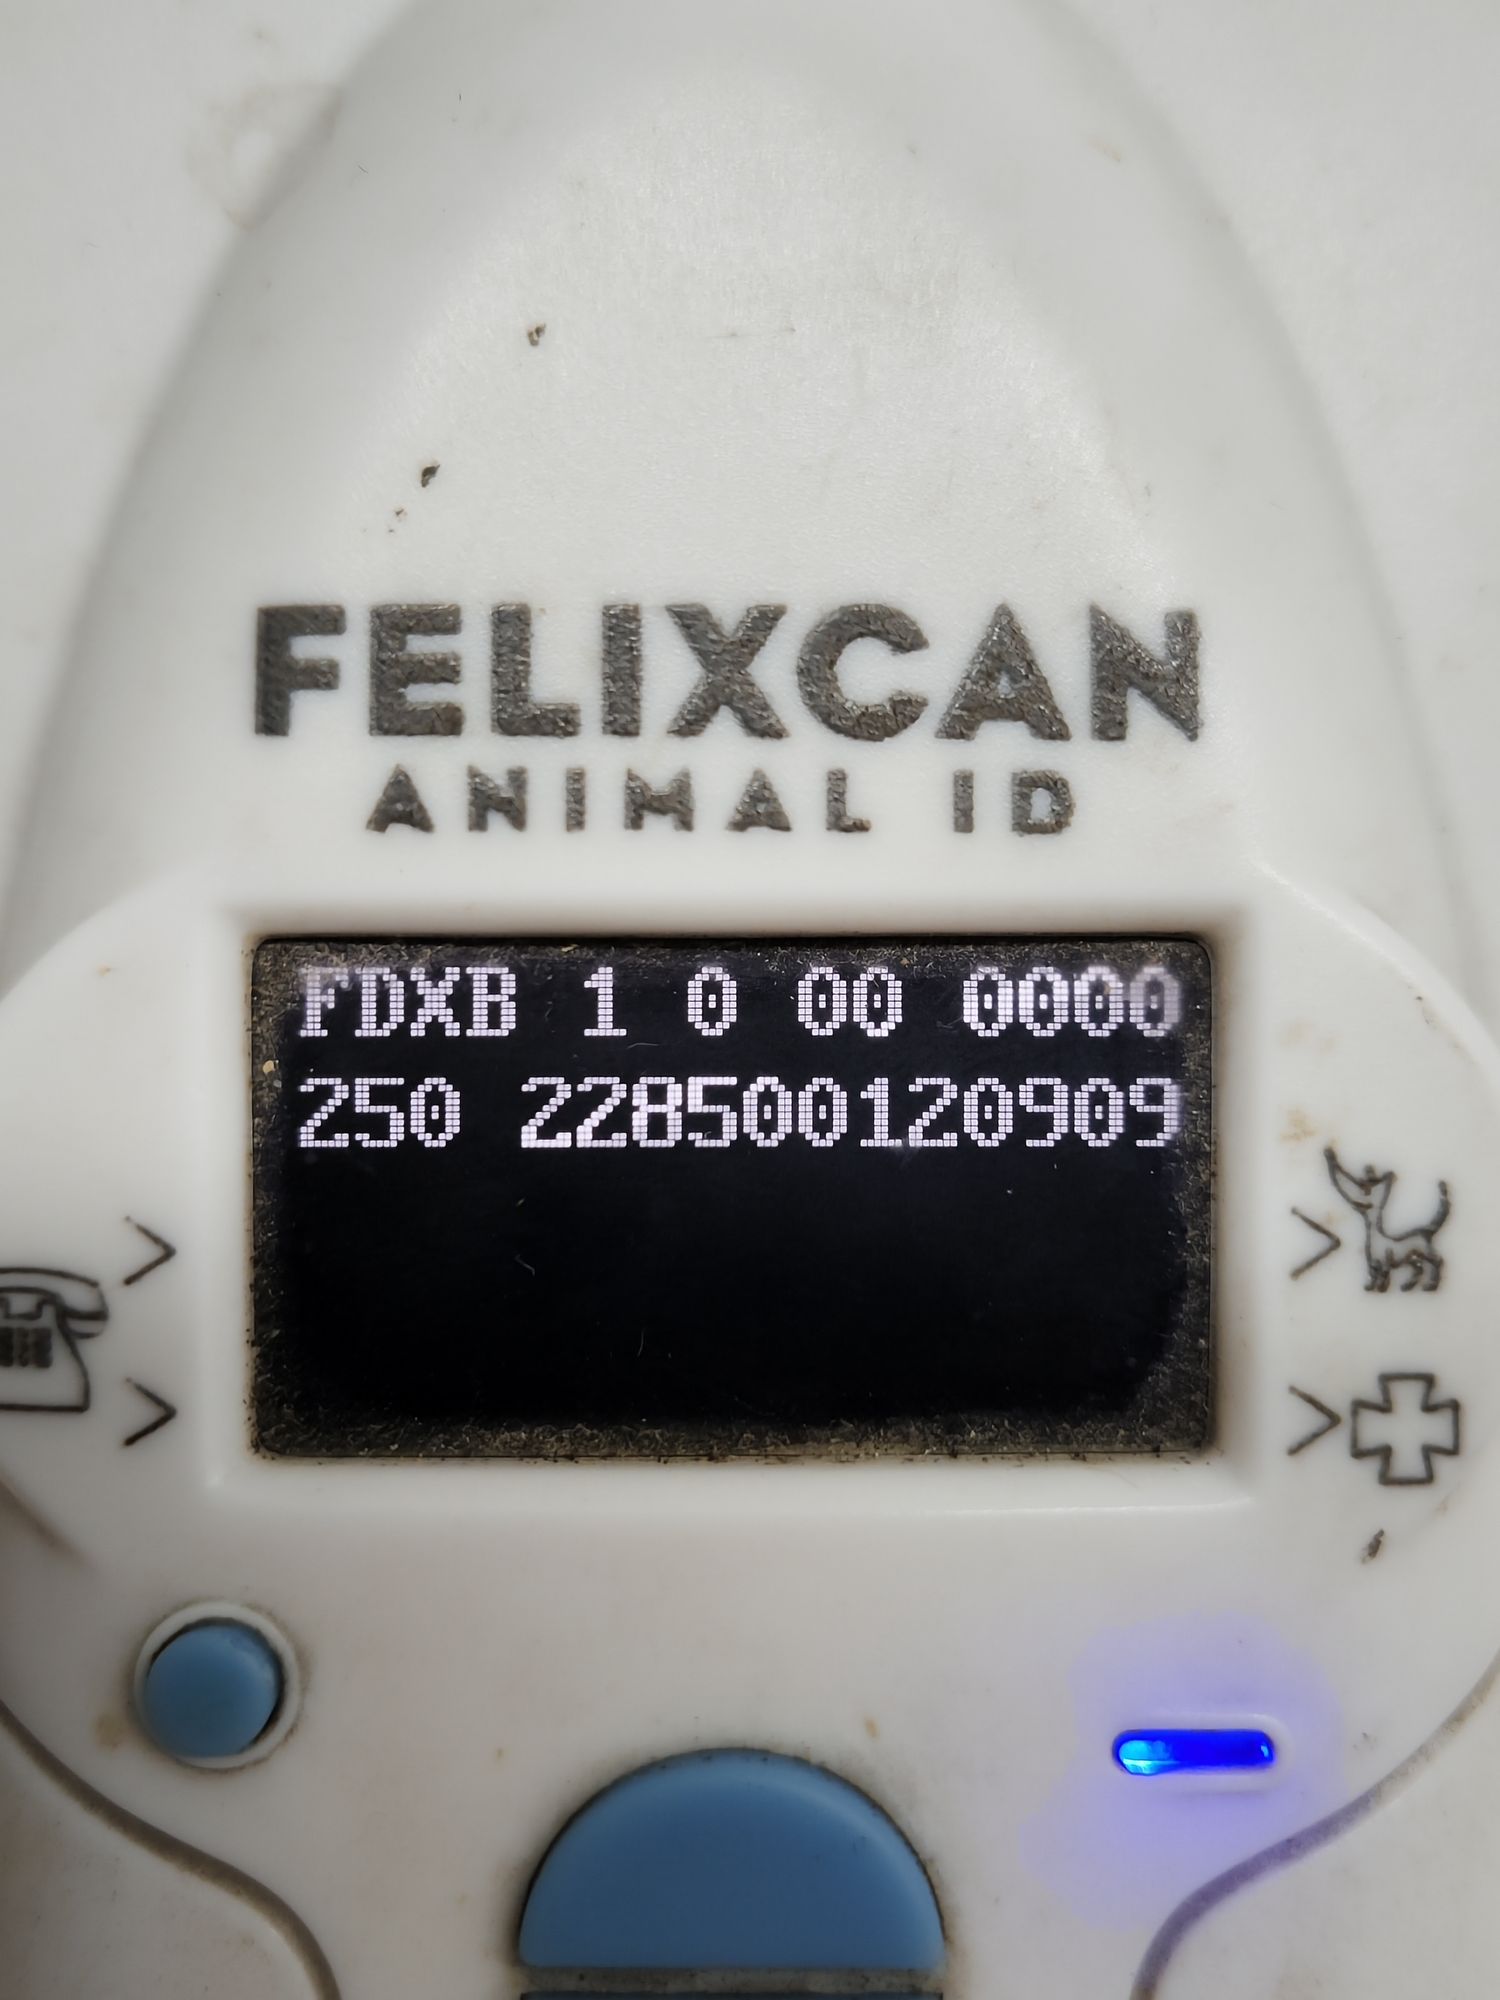 FELIXCAN
ANIMAL ID
FDXB 1 0 00 0000
250 228500120909